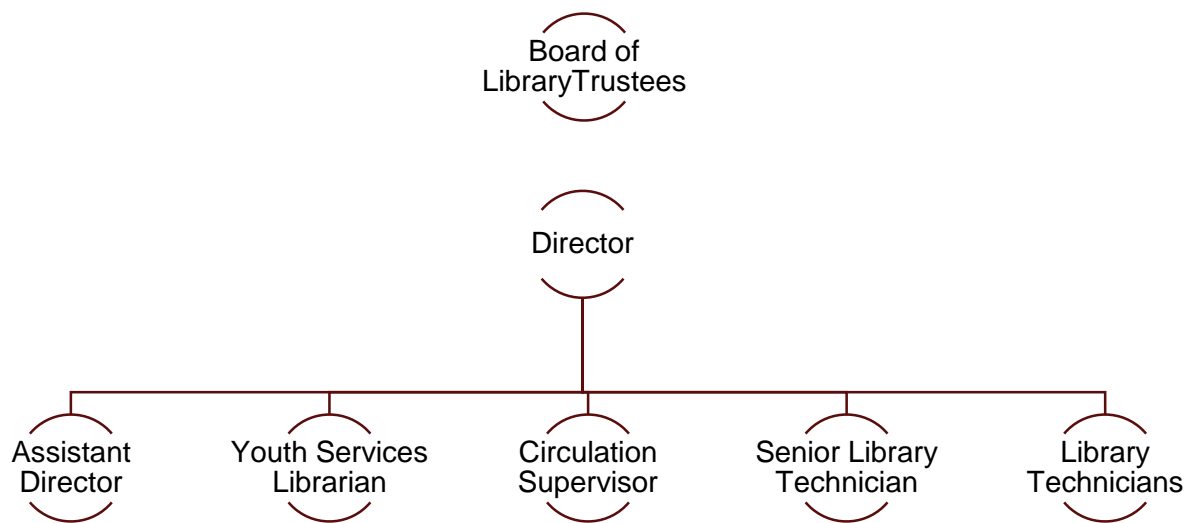 Board of
LibraryTrustees
Director
Assistant
Director
Youth Services
Librarian
Circulation
Supervisor
Senior Library
Technician
Library
Technicians